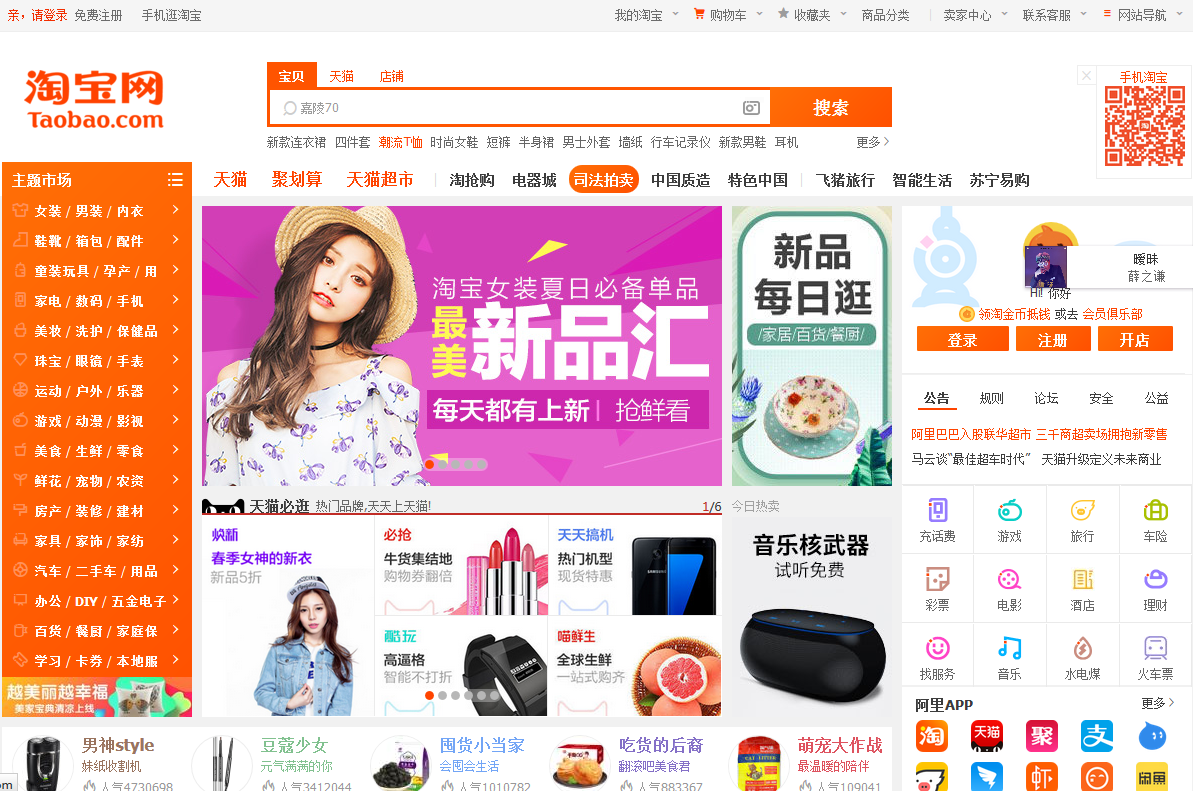 亲，请登录 免费注册 手机逛淘宝
我的淘宝 购物车 收藏夹 商品分类 卖家中心 联系客服 网站导航
淘宝网
Taobao.com
宝贝 天猫 店铺
嘉陵70
搜索
新款连衣裙 四件套 潮流T恤 时尚女鞋 短裤 半身裙 男士外套 墙纸 行车记录仪 新款男鞋 耳机 更多
手机淘宝
主题市场
天猫 聚划算 天猫超市 淘抢购 电器城 司法拍卖 中国质造 特色中国 飞猪旅行 智能生活 苏宁易购
女装 / 男装 / 内衣
鞋靴 / 箱包 / 配件
童装玩具 / 孕产 / 用
家电 / 数码 / 手机
美妆 / 洗护 / 保健品
珠宝 / 眼镜 / 手表
运动 / 户外 / 乐器
游戏 / 动漫 / 影视
美食 / 生鲜 / 零食
鲜花 / 宠物 / 农资
房产 / 装修 / 建材
家具 / 家饰 / 家纺
汽车 / 二手车 / 用品
办公 / DIY / 五金电子
百货 / 餐厨 / 家庭保
学习 / 卡券 / 本地服
越美丽越幸福
美家宝典清凉上线
淘宝女装夏日必备单品
最美
新品汇
每天都有上新 抢鲜看
新品
每日逛
/家居/百货/餐厨/
暧昧
薛之谦
Hi! 你好
领淘金币抵钱 或去 会员俱乐部
登录 注册 开店
公告 规则 论坛 安全 公益
阿里巴巴入股联华超市 三千商超卖场拥抱新零售
马云谈“最佳超车时代” 天猫升级定义未来商业
天猫必逛 热门品牌,天天上天猫! 1/6
今日热卖
焕新
春季女神的新衣
新品5折
必抢
牛货集结地
购物券翻倍
天天搞机
热门机型
现货特惠
酷玩
高逼格
智能不打折
喵鲜生
全球生鲜
一站式购齐
音乐核武器
试听免费
充话费 游戏 旅行 车险
彩票 电影 酒店 理财
找服务 音乐 水电煤 火车票
阿里APP 更多
淘 天猫 聚 支
虾 闲鱼
男神style
妹纸收割机
人气4730698
豆蔻少女
元气满满的你
人气3412044
囤货小当家
会囤会生活
人气1010782
吃货的后裔
翻滚吧美食君
人气883367
萌宠大作战
最温暖的陪伴
人气109041
om